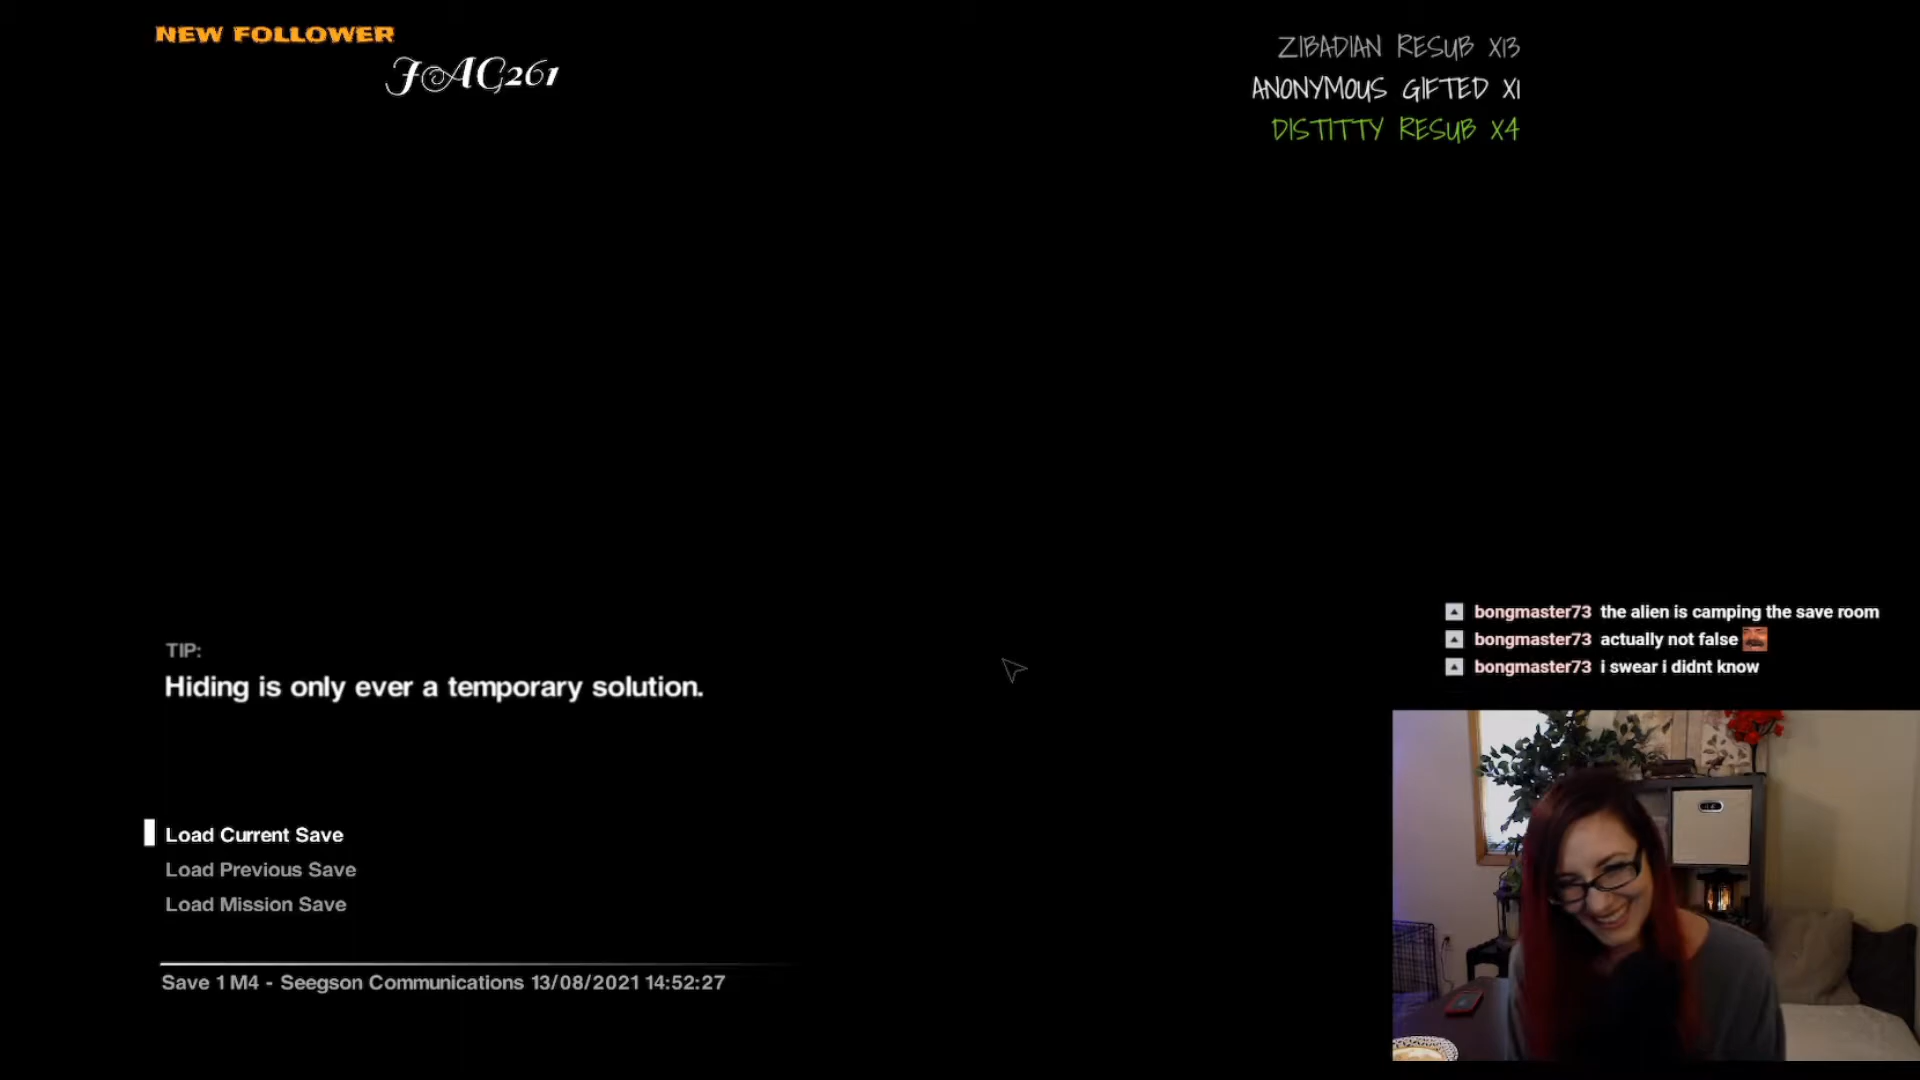 NEW FOLLOWER
JAG261
ZIBADIAN RESUB X13
ANONYMOUS GIFTED X1
DISTITTY RESUB X4
TIP:
Hiding is only ever a temporary solution.
bongmaster73 the alien is camping the save room
bongmaster73 actually not false
bongmaster73 i swear i didnt know
Load Current Save
Load Previous Save
Load Mission Save
Save 1 M4 - Seegson Communications 13/08/2021 14:52:27